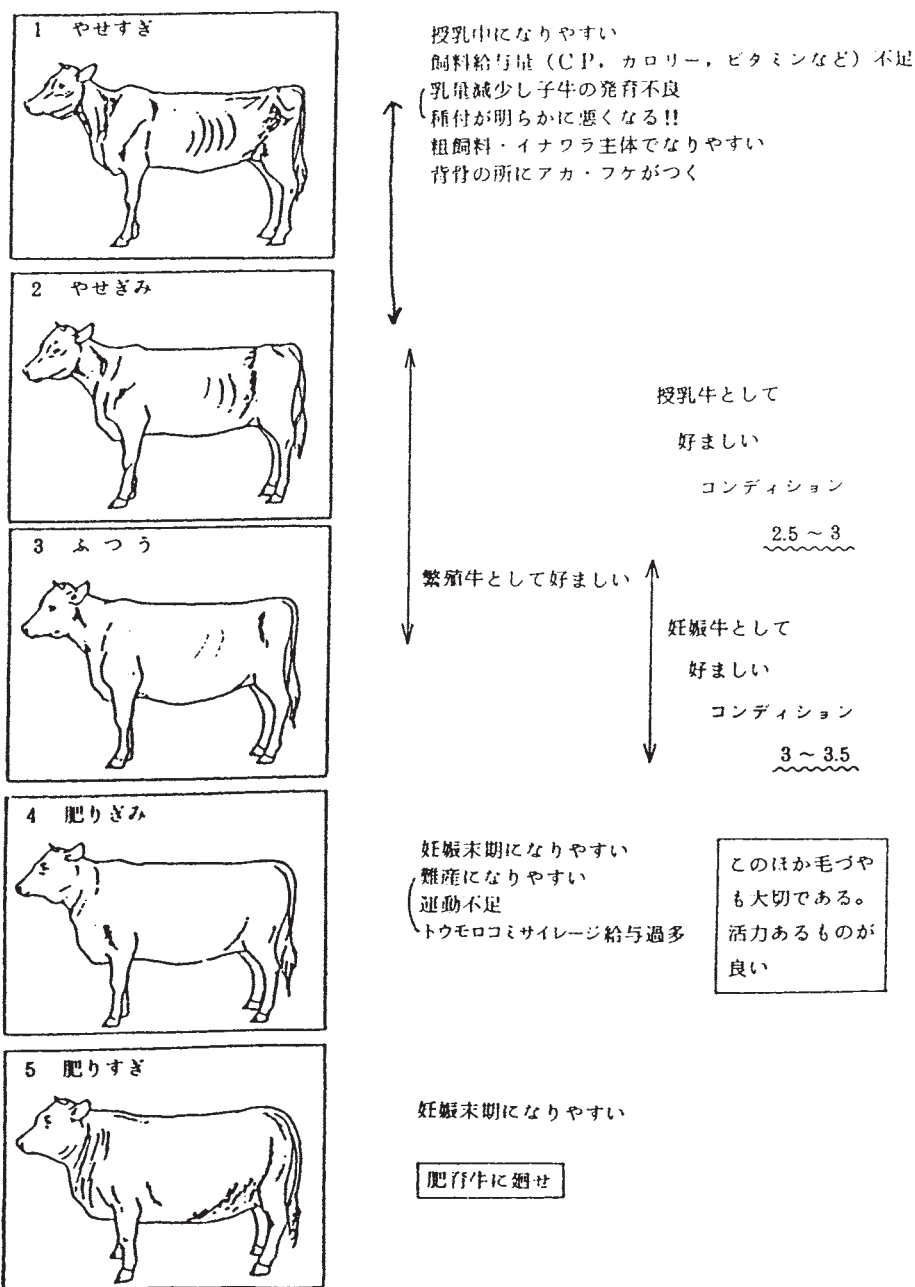 1 やせすぎ
授乳中になりやすい
飼料給与量（CP，カロリー，ビタミンなど）不足
乳量減少し子牛の発育不良
種付が明らかに悪くなる!!
粗飼料・イナワラ主体でなりやすい
背骨の所にアカ・フケがつく
2 やせぎみ
授乳牛として
好ましい
コンディション
2.5 ～ 3
3 ふつう
繁殖牛として好ましい
妊娠牛として
好ましい
コンディション
3 ～ 3.5
4 肥りぎみ
妊娠末期になりやすい
難産になりやすい
運動不足
トウモロコミサイレージ給与過多
このほか毛づや
も大切である。
活力あるものが
良い
5 肥りすぎ
妊娠末期になりやすい
肥育牛に廻せ